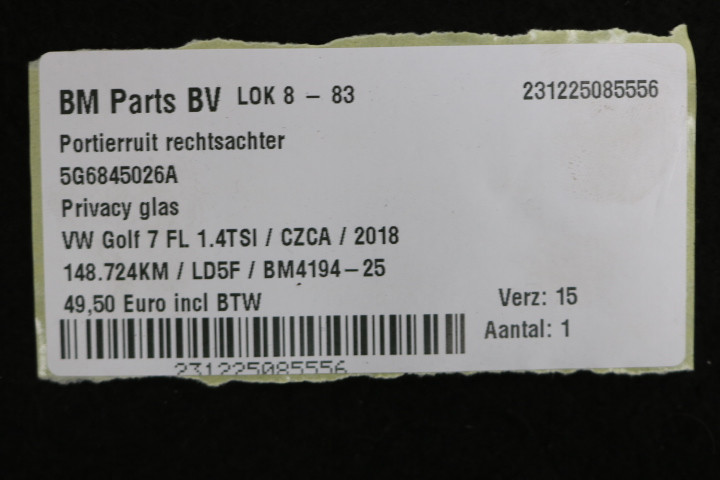 BM Parts BV LOK 8 – 83 231225085556
Portierruit rechtsachter
5G6845026A
Privacy glas
VW Golf 7 FL 1.4TSI / CZCA / 2018
148.724KM / LD5F / BM4194-25
49,50 Euro incl BTW Verz: 15
Aantal: 1
231225085556